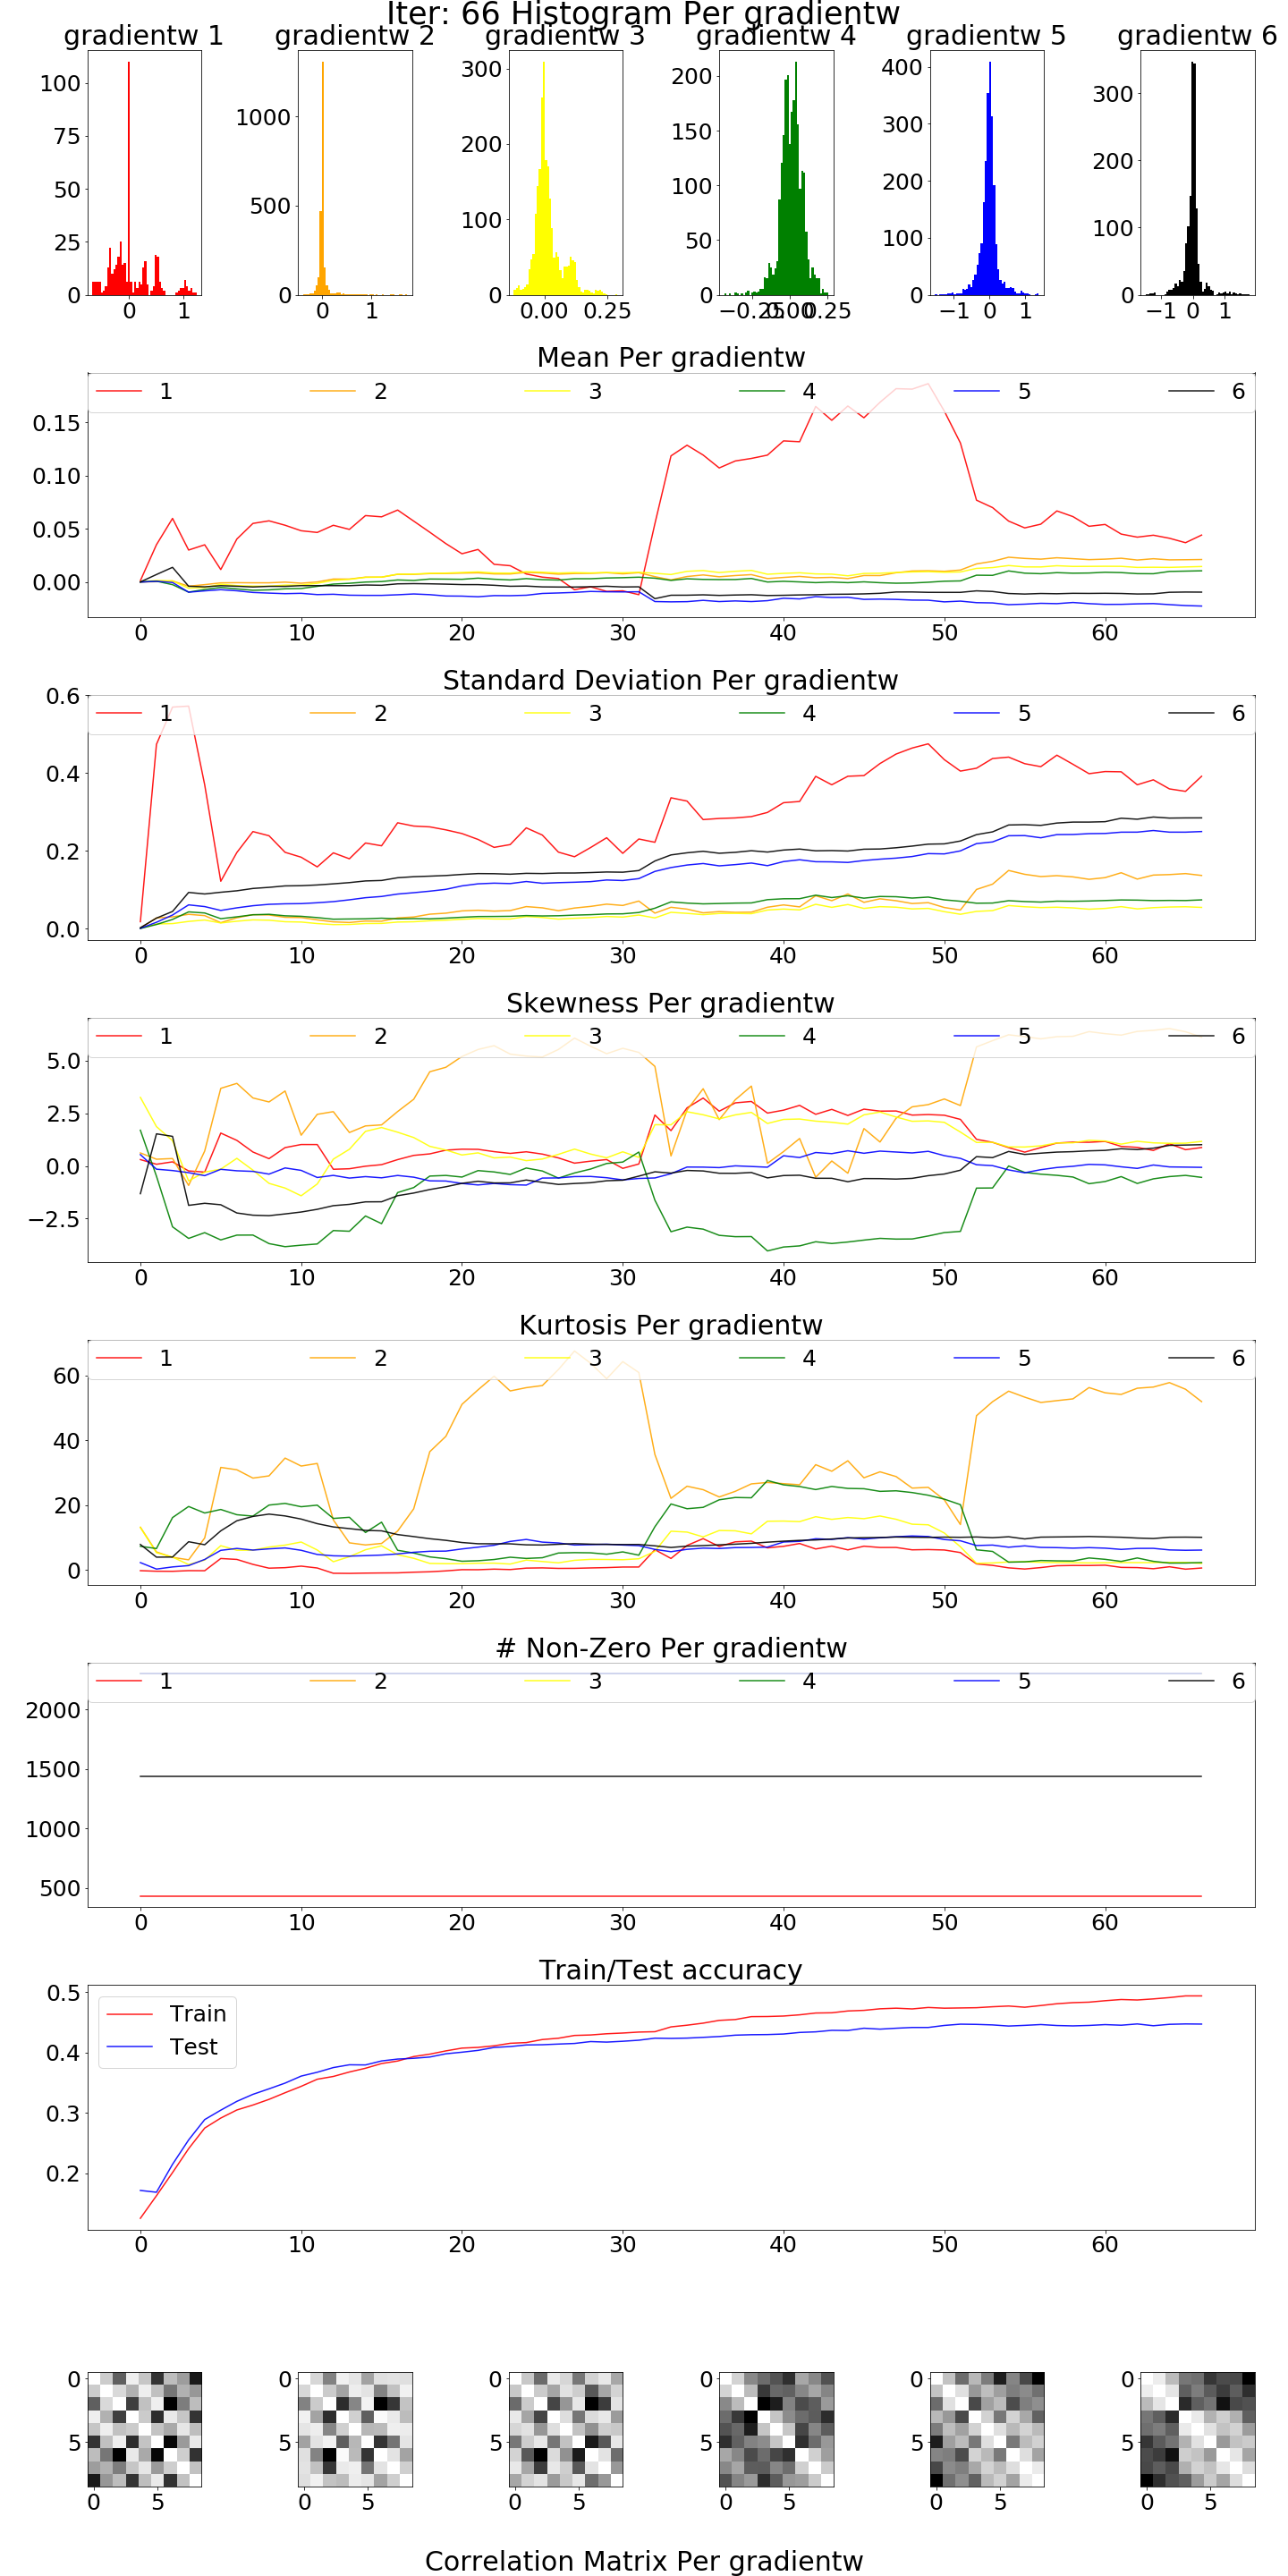 Iter: 66 Histogram Per gradientw
gradientw 1 gradientw 2 gradientw 3 gradientw 4 gradientw 5 gradientw 6
100 75 50 25 0
0 1
1000 500 0
0 1
300 200 100 0
0.00 0.25
200 150 100 50 0
−0.25 0.00 0.25
400 300 200 100 0
−1 0 1
300 200 100 0
−1 0 1
Mean Per gradientw
1 2 3 4 5 6
0.15
0.10
0.05
0.00
0 10 20 30 40 50 60
Standard Deviation Per gradientw
0.6
1 2 3 4 5 6
0.4
0.2
0.0
0 10 20 30 40 50 60
Skewness Per gradientw
1 2 3 4 5 6
5.0
2.5
0.0
−2.5
0 10 20 30 40 50 60
Kurtosis Per gradientw
1 2 3 4 5 6
60
40
20
0
0 10 20 30 40 50 60
# Non-Zero Per gradientw
1 2 3 4 5 6
2000
1500
1000
500
0 10 20 30 40 50 60
Train/Test accuracy
0.5
Train
Test
0.4
0.3
0.2
0 10 20 30 40 50 60
0 0 0 0 0 0
5 5 5 5 5 5
0 5 0 5 0 5 0 5 0 5 0 5
Correlation Matrix Per gradientw